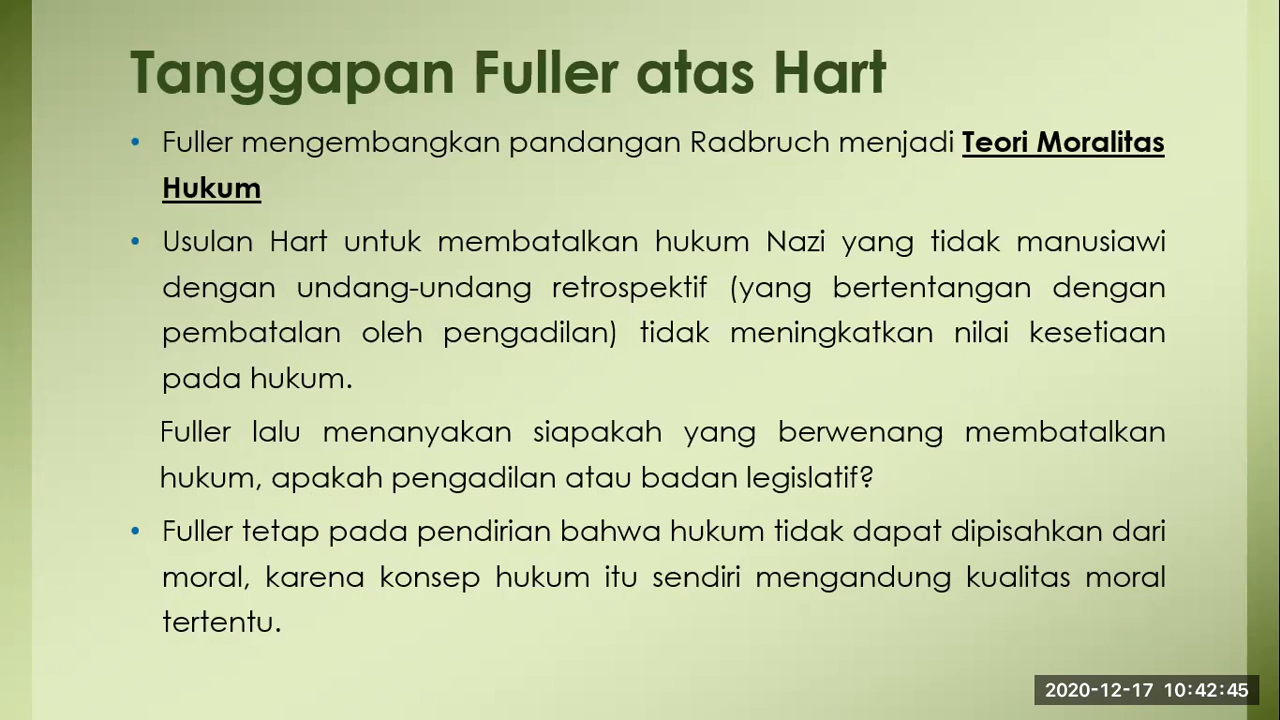 Tanggapan Fuller atas Hart
• Fuller mengembangkan pandangan Radbruch menjadi Teori Moralitas
Hukum
• Usulan Hart untuk membatalkan hukum Nazi yang tidak manusiawi
dengan undang-undang retrospektif (yang bertentangan dengan
pembatalan oleh pengadilan) tidak meningkatkan nilai kesetiaan
pada hukum.
Fuller lalu menanyakan siapakah yang berwenang membatalkan
hukum, apakah pengadilan atau badan legislatif?
• Fuller tetap pada pendirian bahwa hukum tidak dapat dipisahkan dari
moral, karena konsep hukum itu sendiri mengandung kualitas moral
tertentu.
2020-12-17 10:42:45